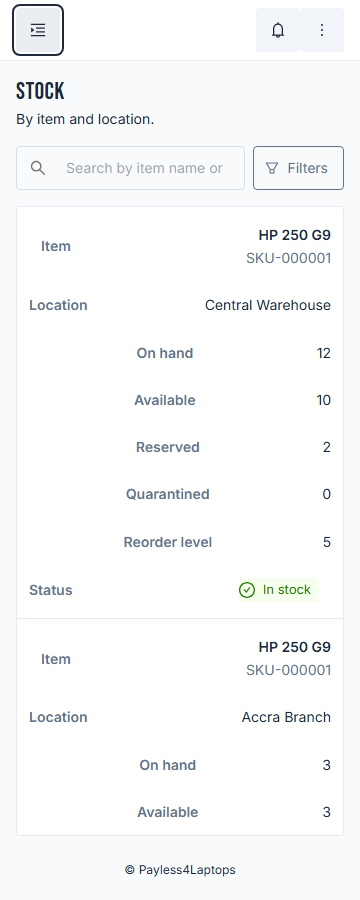 STOCK
By item and location.
Search by item name or
Filters
Item
HP 250 G9
SKU-000001
Location
Central Warehouse
On hand
12
Available
10
Reserved
2
Quarantined
0
Reorder level
5
Status
In stock
Item
HP 250 G9
SKU-000001
Location
Accra Branch
On hand
3
Available
3
© Payless4Laptops